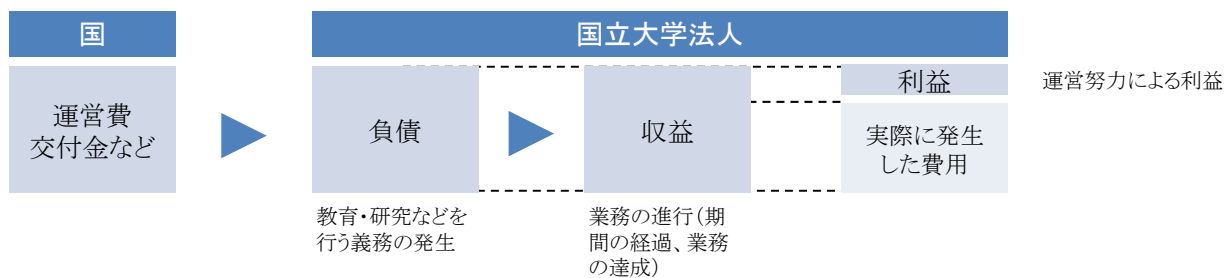 国
国立大学法人
運営費
交付金など
負債
収益
利益
実際に発生
した費用
運営努力による利益
教育・研究などを
行う義務の発生
業務の進行（期
間の経過、業務
の達成）